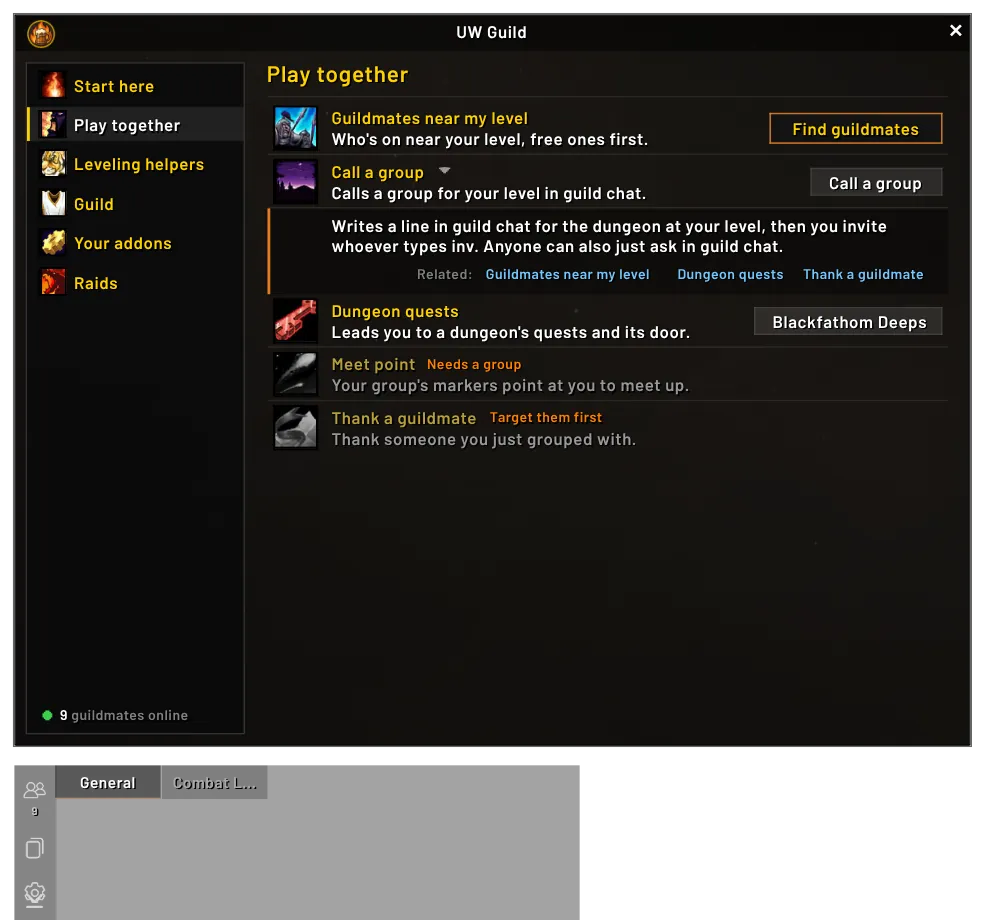 UW Guild
Start here
Play together
Leveling helpers
Guild
Your addons
Raids
9 guildmates online
Play together
Guildmates near my level
Who's on near your level, free ones first.
Find guildmates
Call a group
Calls a group for your level in guild chat.
Call a group
Writes a line in guild chat for the dungeon at your level, then you invite
whoever types inv. Anyone can also just ask in guild chat.
Related: Guildmates near my level Dungeon quests Thank a guildmate
Dungeon quests
Leads you to a dungeon's quests and its door.
Blackfathom Deeps
Meet point Needs a group
Your group's markers point at you to meet up.
Thank a guildmate Target them first
Thank someone you just grouped with.
General
Combat L...
9